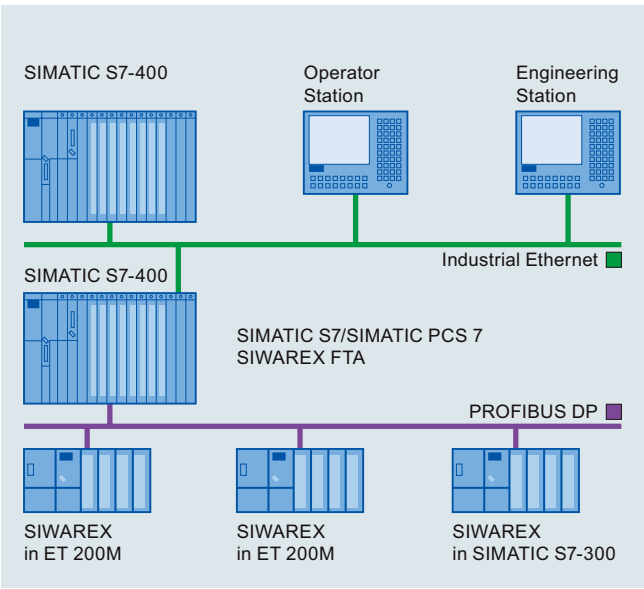 SIMATIC S7-400
Operator
Station
Engineering
Station
Industrial Ethernet
SIMATIC S7-400
SIMATIC S7/SIMATIC PCS 7
SIWAREX FTA
PROFIBUS DP
SIWAREX
in ET 200M
SIWAREX
in ET 200M
SIWAREX
in SIMATIC S7-300